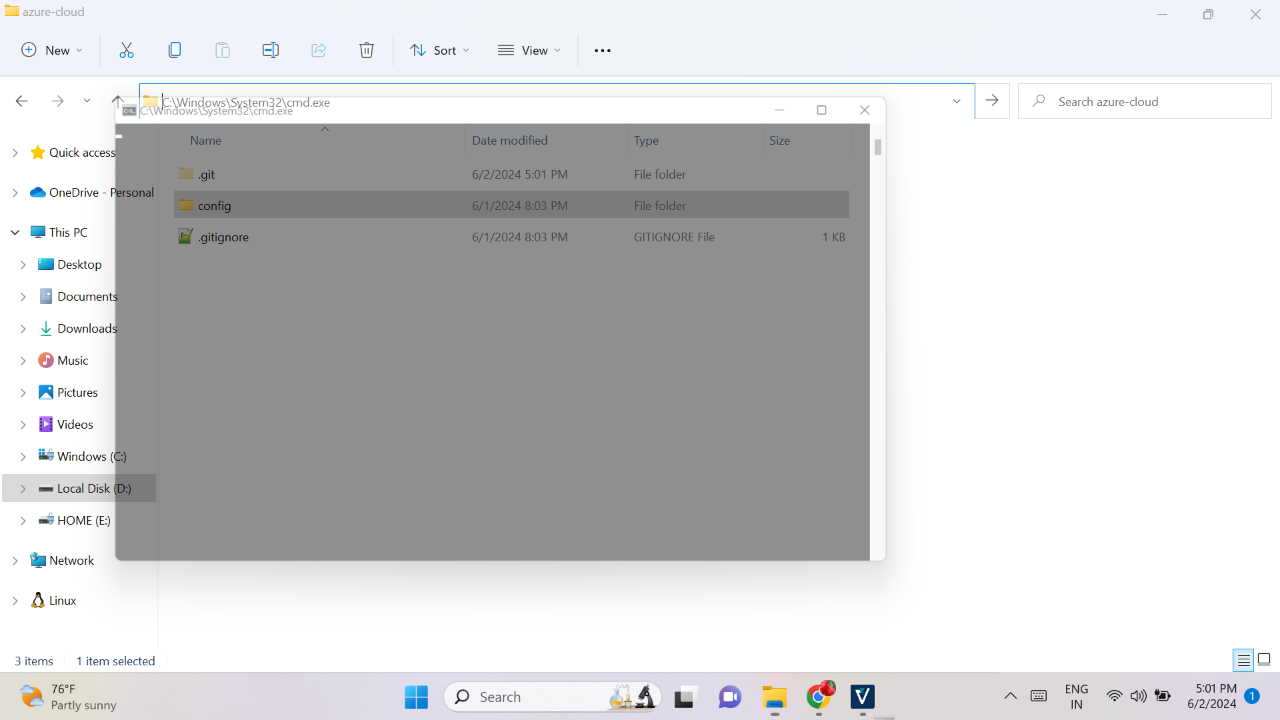 azure-cloud
New
Sort
View
C:\Windows\System32\cmd.exe
Search azure-cloud
C:\Windows\System32\cmd.exe
Name Date modified Type Size
.git 6/2/2024 5:01 PM File folder
config 6/1/2024 8:03 PM File folder
.gitignore 6/1/2024 8:03 PM GITIGNORE File 1 KB
Quick access
OneDrive - Personal
This PC
Desktop
Documents
Downloads
Music
Pictures
Videos
Windows (C:)
Local Disk (D:)
HOME (E:)
Network
Linux
3 items 1 item selected
76°F
Partly sunny
Search
ENG
IN
5:01 PM
6/2/2024
1